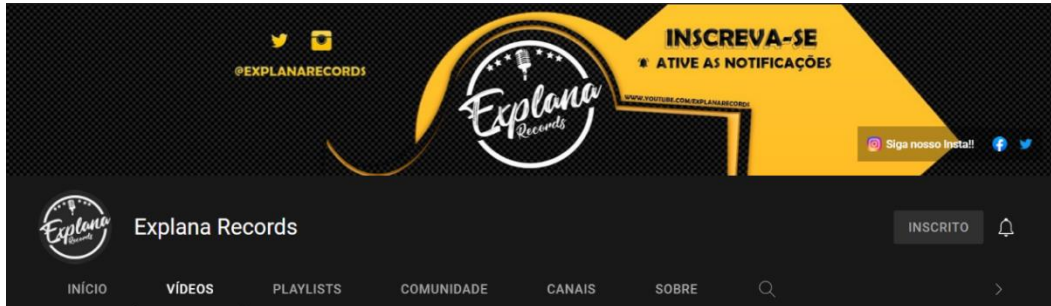 @EXPLANARECORDS
Explana
Records
INSCREVA-SE
ATIVE AS NOTIFICAÇÕES
WWW.YOUTUBE.COM/EXPLANARECORDS
Siga nosso Insta!!
Explana
Records
Explana Records
INSCRITO
INÍCIO VÍDEOS PLAYLISTS COMUNIDADE CANAIS SOBRE